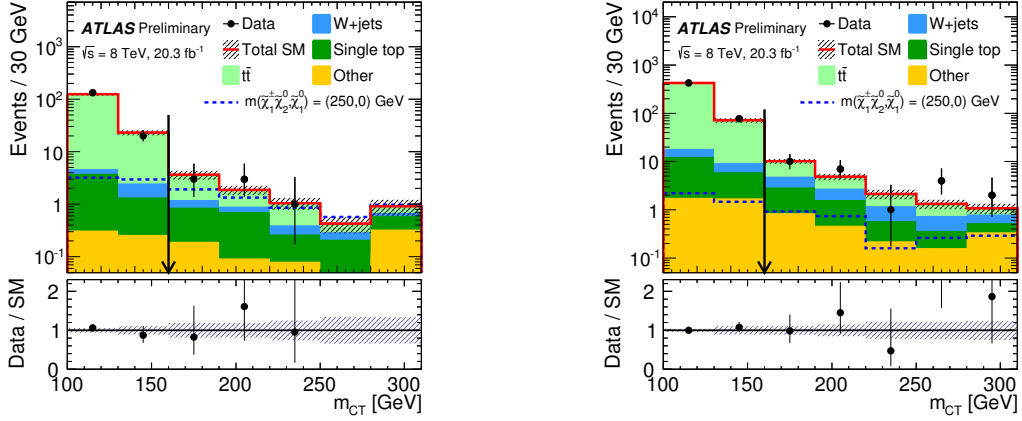 ATLAS Preliminary
√s = 8 TeV, 20.3 fb⁻¹
Data
Total SM
tt̄
W+jets
Single top
Other
m(χ̃₁±χ̃₂⁰,χ̃₁⁰) = (250,0) GeV
Events / 30 GeV
10³
10²
10
1
10⁻¹
Data / SM
2
1
0
100 150 200 250 300
m_CT [GeV]
ATLAS Preliminary
√s = 8 TeV, 20.3 fb⁻¹
Data
Total SM
tt̄
W+jets
Single top
Other
m(χ̃₁±χ̃₂⁰,χ̃₁⁰) = (250,0) GeV
Events / 30 GeV
10⁴
10³
10²
10
1
10⁻¹
Data / SM
2
1
0
100 150 200 250 300
m_CT [GeV]